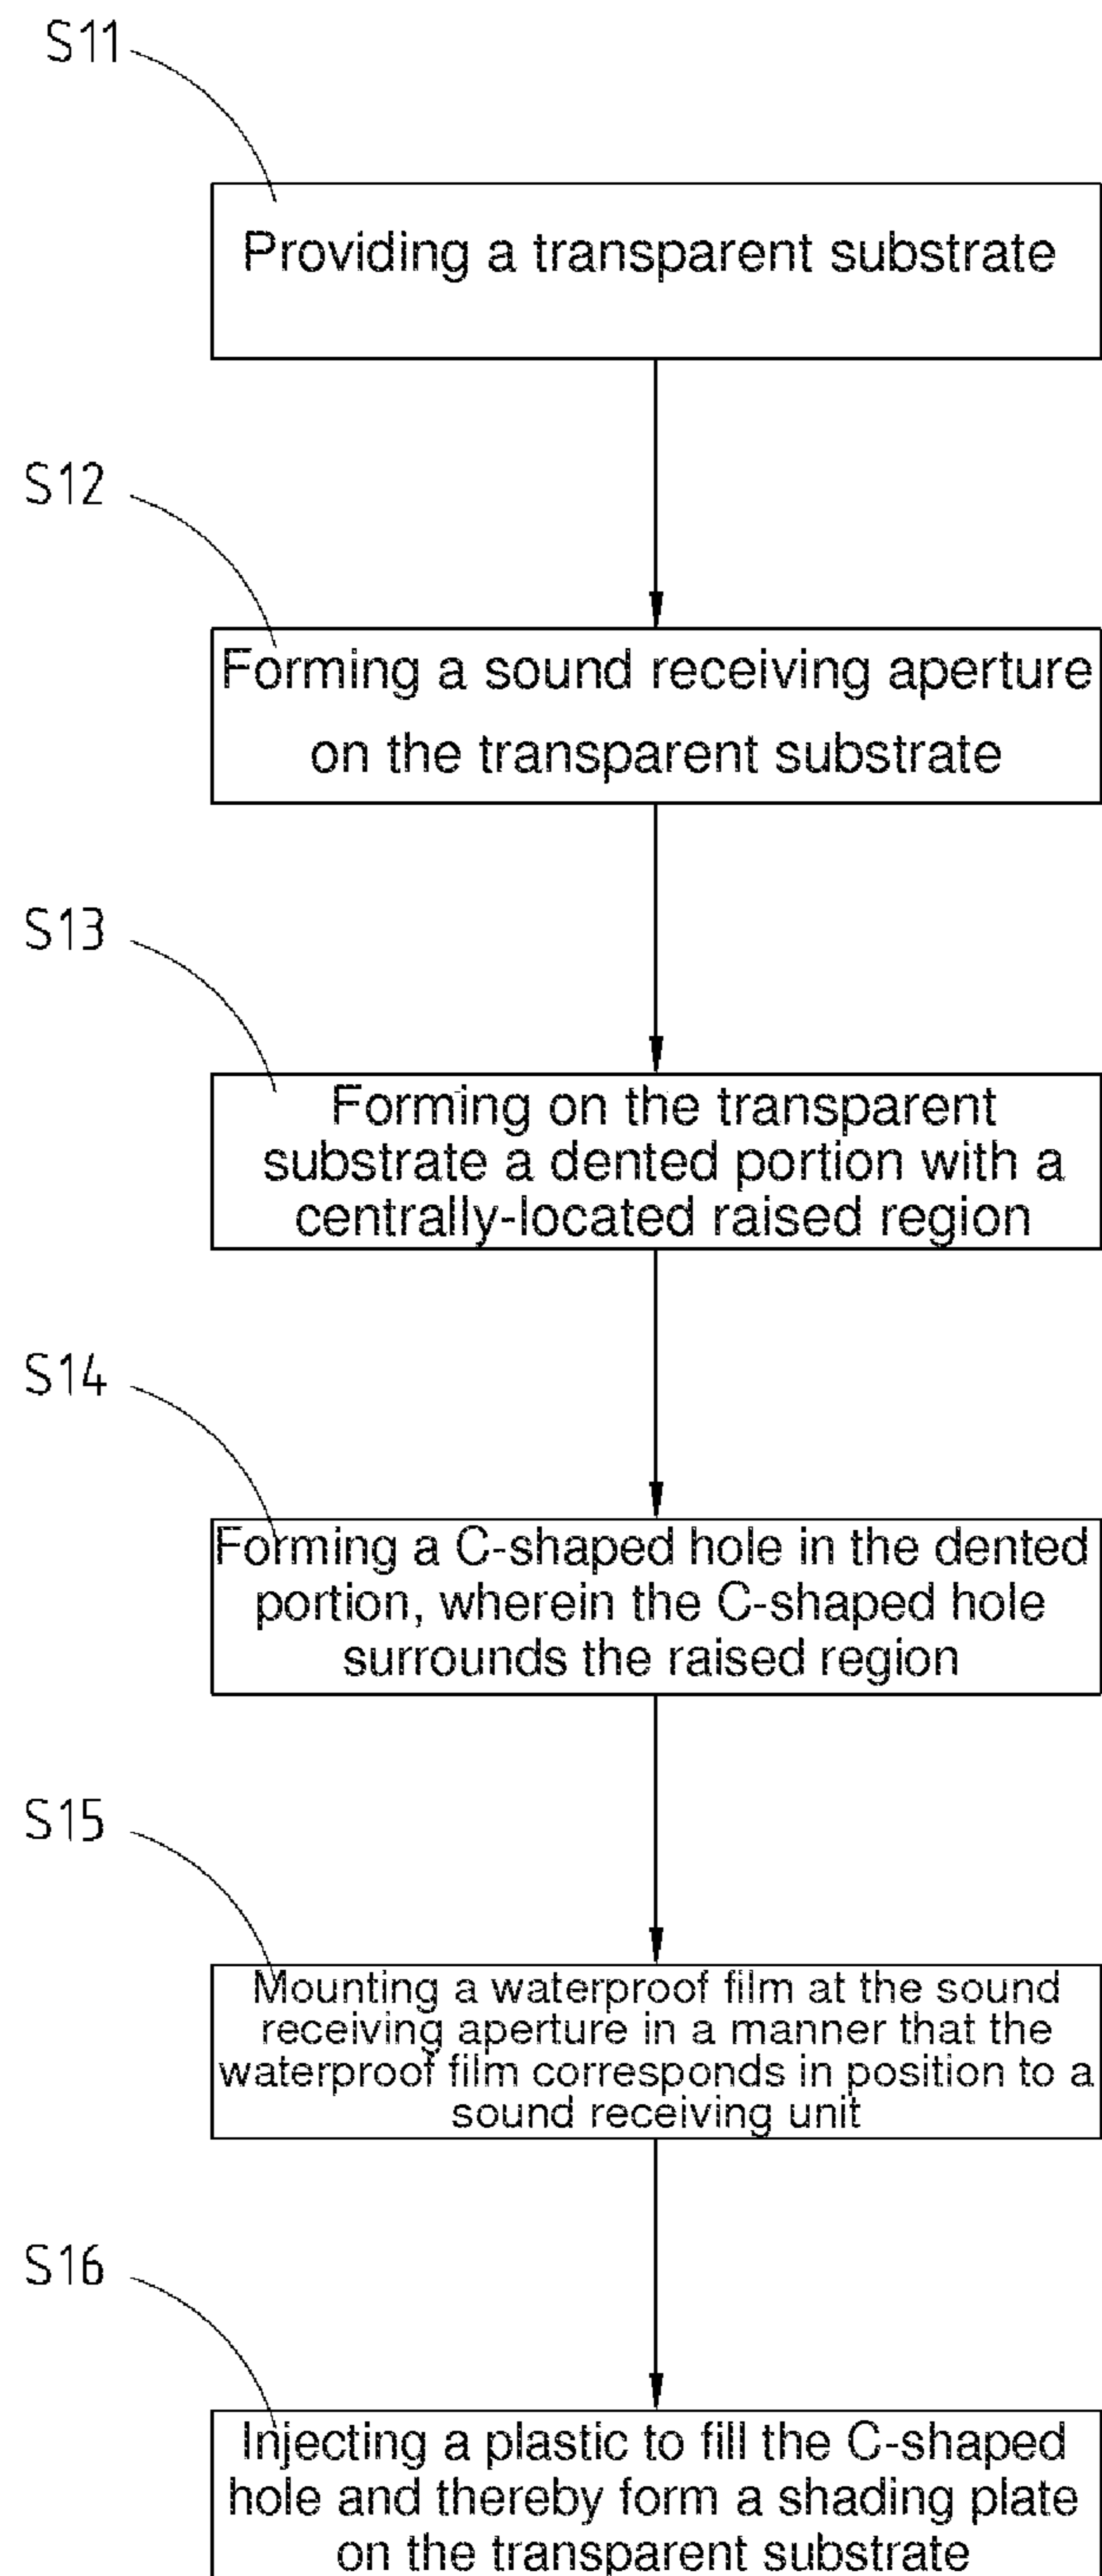 S11
Providing a transparent substrate
S12
Forming a sound receiving aperture
on the transparent substrate
S13
Forming on the transparent
substrate a dented portion with a
centrally-located raised region
S14
Forming a C-shaped hole in the dented
portion, wherein the C-shaped hole
surrounds the raised region
S15
Mounting a waterproof film at the sound
receiving aperture in a manner that the
waterproof film corresponds in position to a
sound receiving unit
S16
Injecting a plastic to fill the C-shaped
hole and thereby form a shading plate
on the transparent substrate